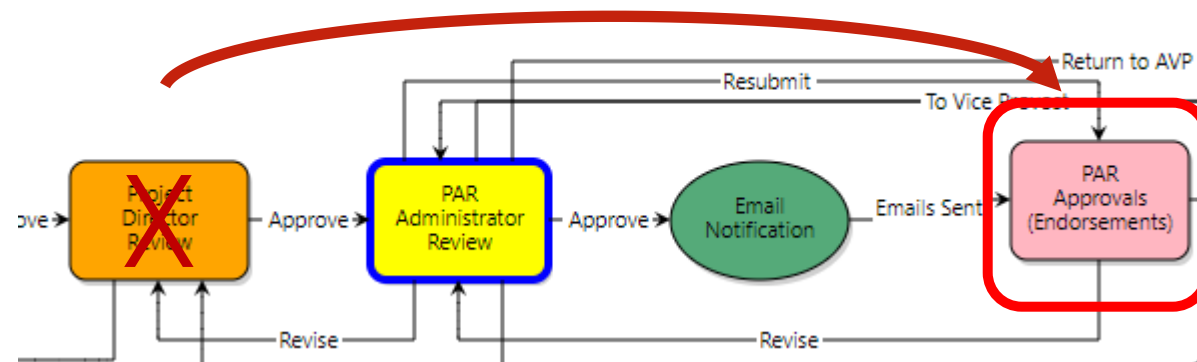 Return to AVP
Resubmit
To Vice Provost
Project
Director
Review
PAR
Administrator
Review
Email
Notification
PAR
Approvals
(Endorsements)
ove
Approve
Approve
Emails Sent
Revise
Revise